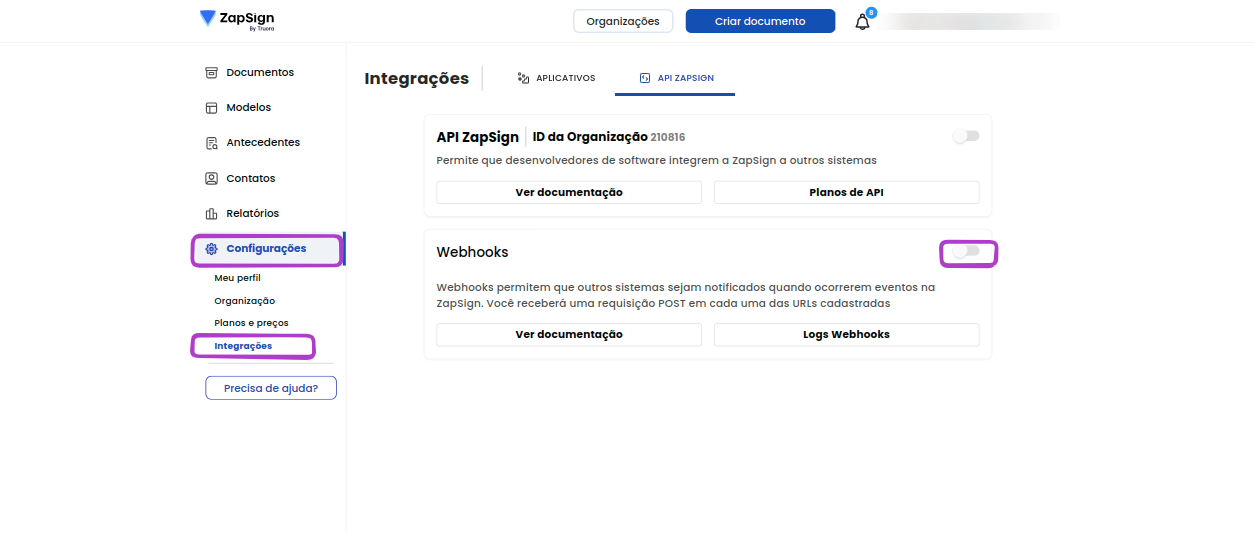 ZapSign
By Truora
Organizações
Criar documento
8
Documentos
Modelos
Antecedentes
Contatos
Relatórios
Configurações
Meu perfil
Organização
Planos e preços
Integrações
Precisa de ajuda?
Integrações
APLICATIVOS
API ZAPSIGN
API ZapSign
ID da Organização 210816
Permite que desenvolvedores de software integrem a ZapSign a outros sistemas
Ver documentação
Planos de API
Webhooks
Webhooks permitem que outros sistemas sejam notificados quando ocorrerem eventos na
ZapSign. Você receberá uma requisição POST em cada uma das URLs cadastradas
Ver documentação
Logs Webhooks